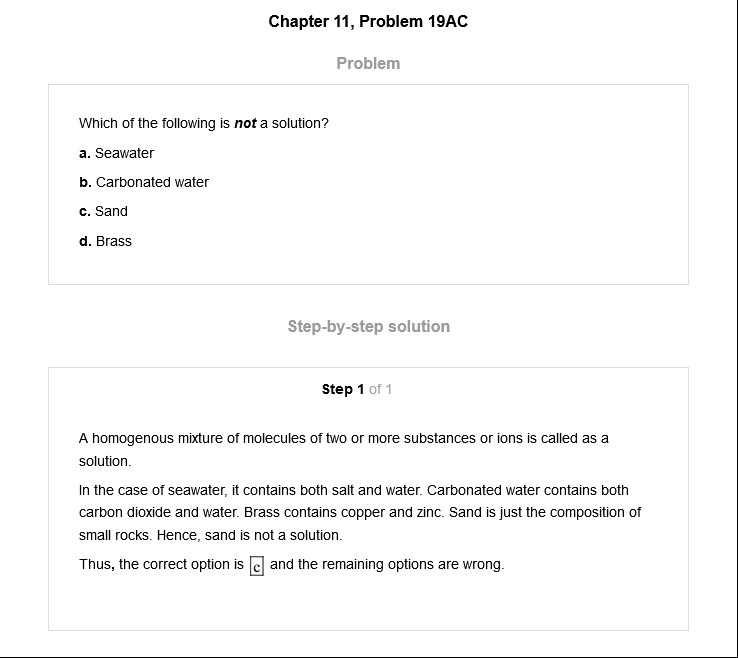 Chapter 11, Problem 19AC
Problem
Which of the following is not a solution?
a. Seawater
b. Carbonated water
c. Sand
d. Brass
Step-by-step solution
Step 1 of 1
A homogenous mixture of molecules of two or more substances or ions is called as a
solution.
In the case of seawater, it contains both salt and water. Carbonated water contains both
carbon dioxide and water. Brass contains copper and zinc. Sand is just the composition of
small rocks. Hence, sand is not a solution.
Thus, the correct option is c and the remaining options are wrong.